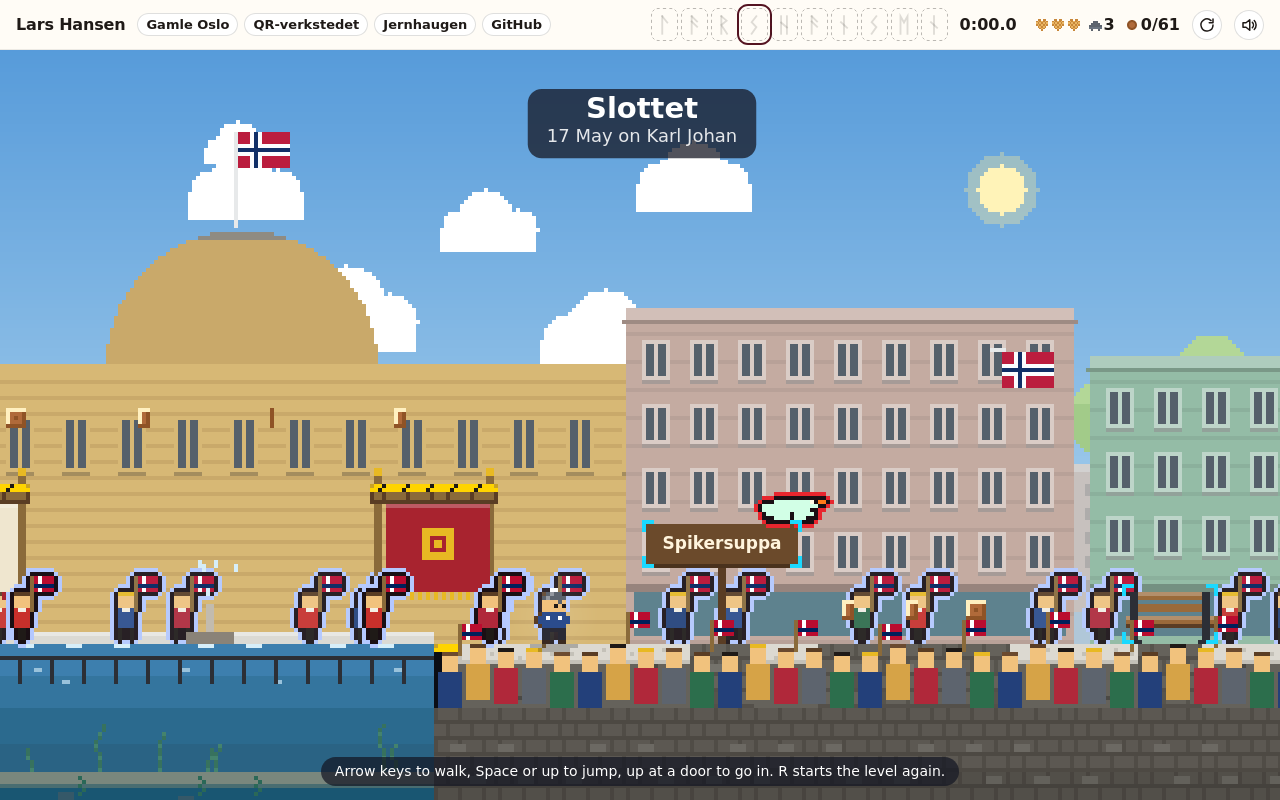 Lars Hansen
Gamle Oslo
QR-verkstedet
Jernhaugen
GitHub
ᛚ ᚨ ᚱ ᛊ ᚺ ᚨ ᚾ ᛊ ᛖ ᚾ
0:00.0
3
0/61
Slottet
17 May on Karl Johan
Spikersuppa
Arrow keys to walk, Space or up to jump, up at a door to go in. R starts the level again.